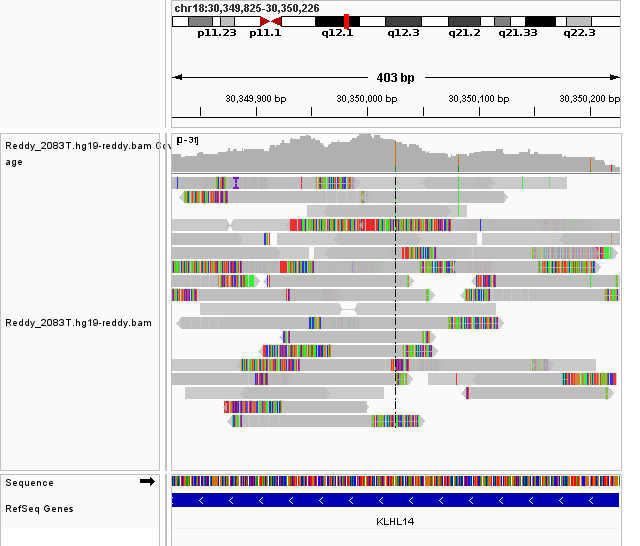 chr18:30,349,825-30,350,226
p11.23 p11.1 q12.1 q12.3 q21.2 q21.33 q22.3
403 bp
30,349,900 bp 30,350,000 bp 30,350,100 bp 30,350,200 bp
Reddy_2083T.hg19-reddy.bam Cov
age
[0-31]
Reddy_2083T.hg19-reddy.bam
Sequence
RefSeq Genes
KLHL14